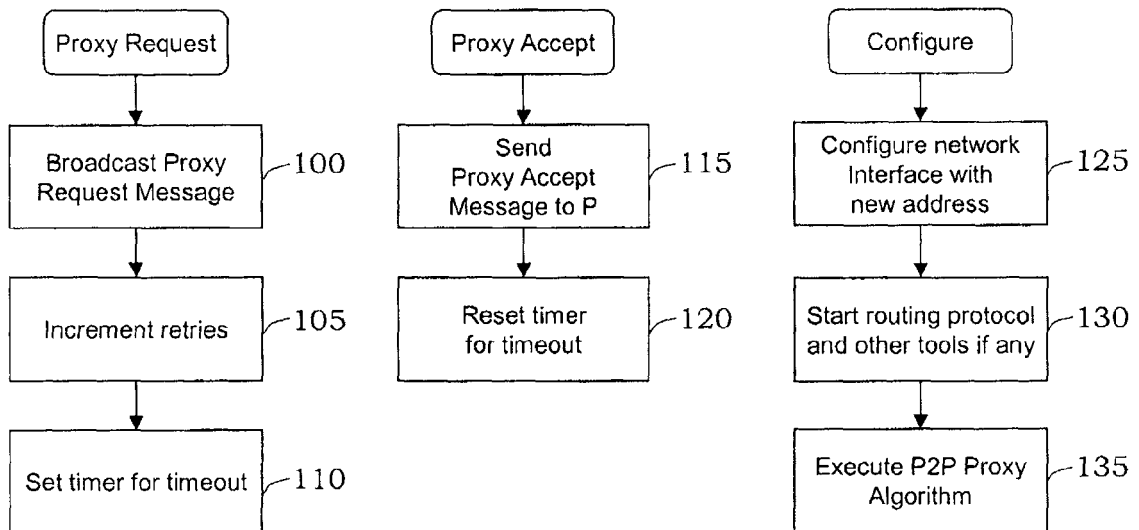 Proxy Request
Broadcast Proxy
Request Message
100
Increment retries
105
Set timer for timeout
110
Proxy Accept
Send
Proxy Accept
Message to P
115
Reset timer
for timeout
120
Configure
Configure network
Interface with
new address
125
Start routing protocol
and other tools if any
130
Execute P2P Proxy
Algorithm
135